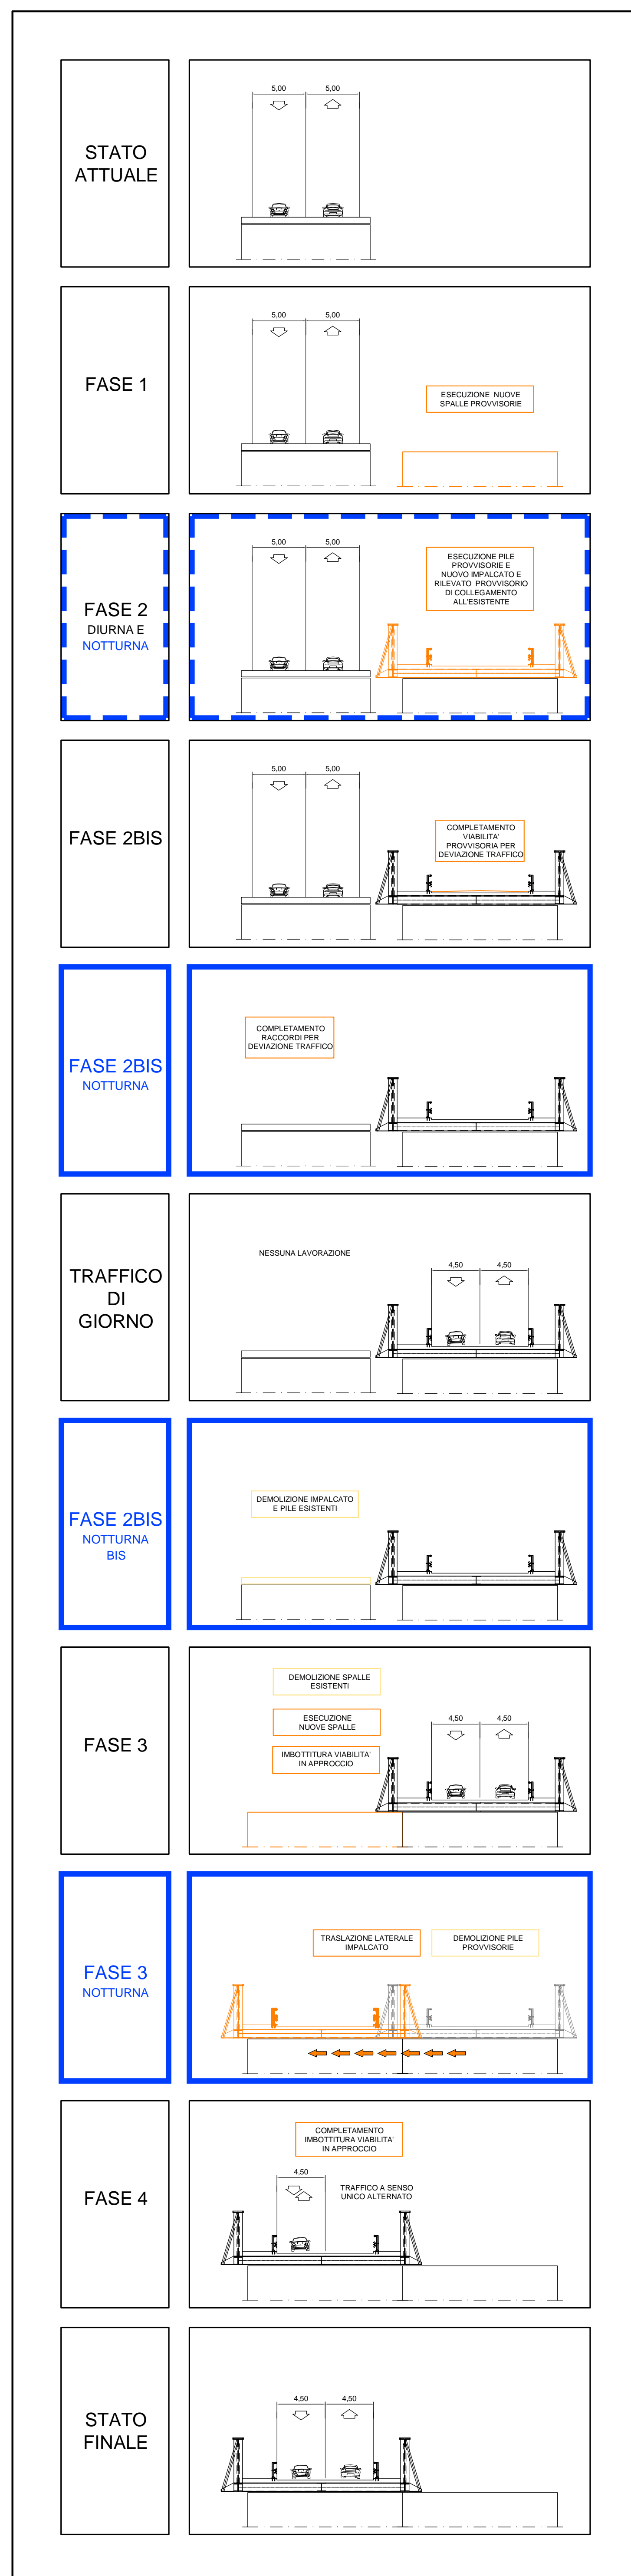 STATO
ATTUALE
5,00 5,00
FASE 1
5,00 5,00
ESECUZIONE NUOVE
SPALLE PROVVISORIE
FASE 2
DIURNA E
NOTTURNA
5,00 5,00
ESECUZIONE PILE
PROVVISORIE E
NUOVO IMPALCATO E
RILEVATO PROVVISORIO
DI COLLEGAMENTO
ALL'ESISTENTE
FASE 2BIS
5,00 5,00
COMPLETAMENTO
VIABILITA'
PROVVISORIA PER
DEVIAZIONE TRAFFICO
FASE 2BIS
NOTTURNA
COMPLETAMENTO
RACCORDI PER
DEVIAZIONE TRAFFICO
TRAFFICO
DI
GIORNO
NESSUNA LAVORAZIONE
4,50 4,50
FASE 2BIS
NOTTURNA
BIS
DEMOLIZIONE IMPALCATO
E PILE ESISTENTI
FASE 3
DEMOLIZIONE SPALLE
ESISTENTI
ESECUZIONE
NUOVE SPALLE
IMBOTTITURA VIABILITA'
IN APPROCCIO
4,50 4,50
FASE 3
NOTTURNA
TRASLAZIONE LATERALE
IMPALCATO
DEMOLIZIONE PILE
PROVVISORIE
FASE 4
COMPLETAMENTO
IMBOTTITURA VIABILITA'
IN APPROCCIO
4,50
TRAFFICO A SENSO
UNICO ALTERNATO
STATO
FINALE
4,50 4,50